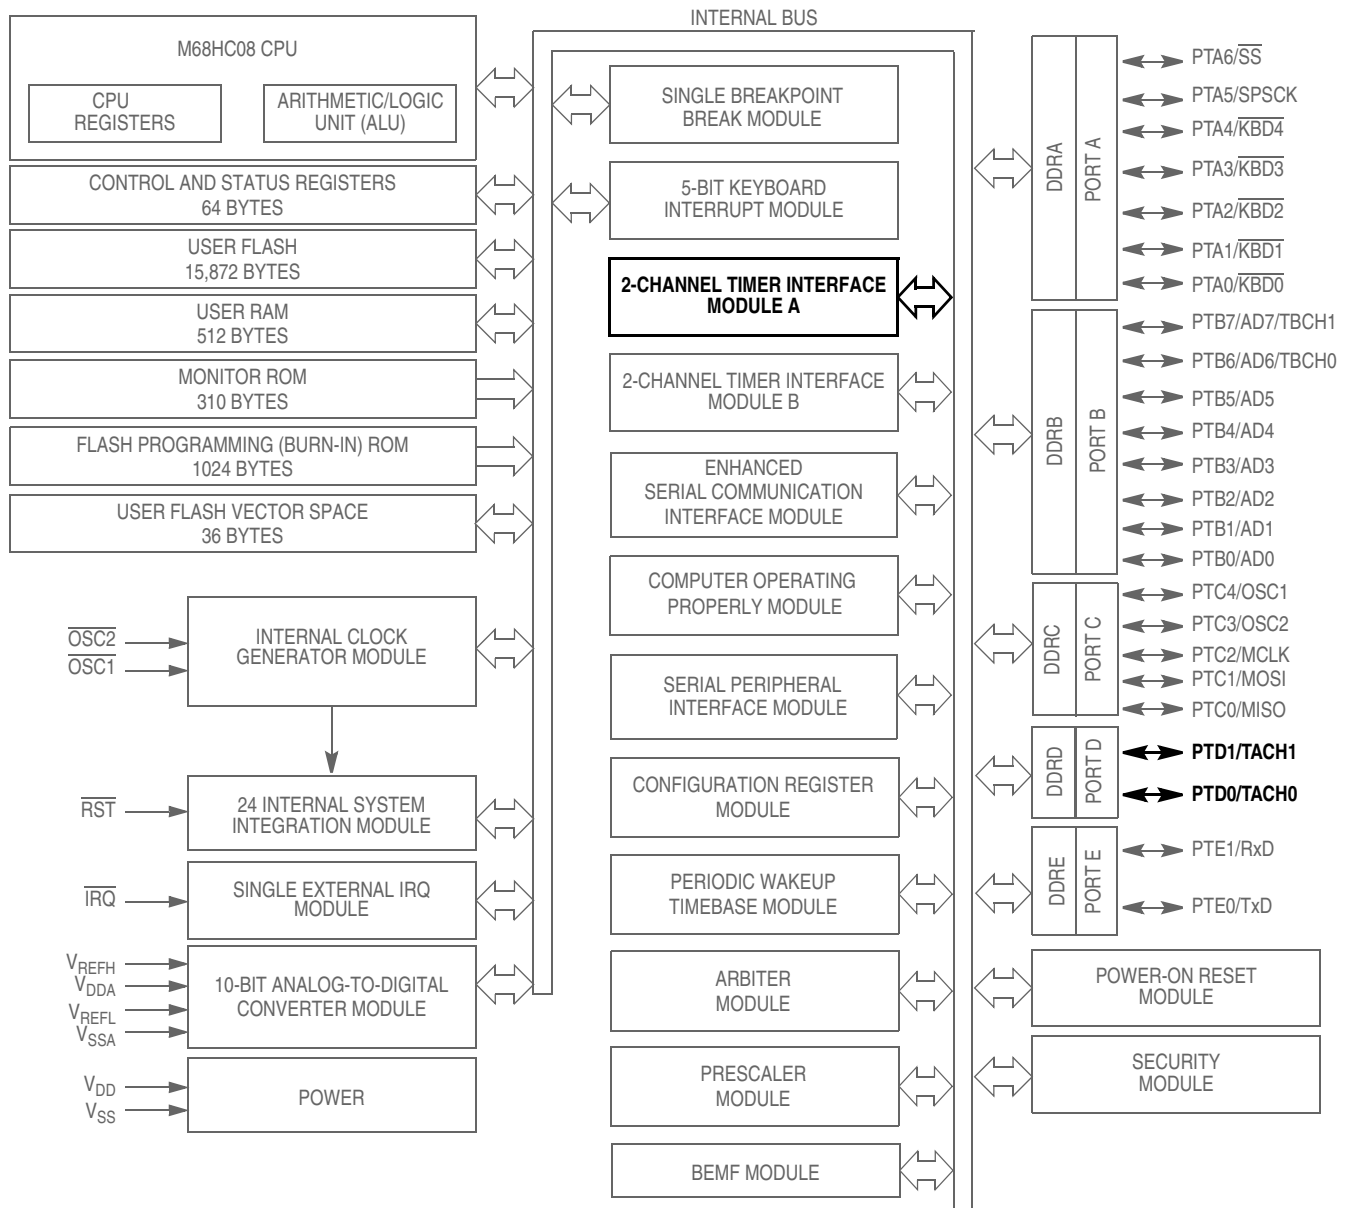 INTERNAL BUS
M68HC08 CPU
CPU
REGISTERS
ARITHMETIC/LOGIC
UNIT (ALU)
CONTROL AND STATUS REGISTERS
64 BYTES
USER FLASH
15,872 BYTES
USER RAM
512 BYTES
MONITOR ROM
310 BYTES
FLASH PROGRAMMING (BURN-IN) ROM
1024 BYTES
USER FLASH VECTOR SPACE
36 BYTES
OSC2
OSC1
INTERNAL CLOCK
GENERATOR MODULE
RST
24 INTERNAL SYSTEM
INTEGRATION MODULE
IRQ
SINGLE EXTERNAL IRQ
MODULE
VREFH
VDDA
VREFL
VSSA
10-BIT ANALOG-TO-DIGITAL
CONVERTER MODULE
VDD
VSS
POWER
SINGLE BREAKPOINT
BREAK MODULE
5-BIT KEYBOARD
INTERRUPT MODULE
2-CHANNEL TIMER INTERFACE
MODULE A
2-CHANNEL TIMER INTERFACE
MODULE B
ENHANCED
SERIAL COMMUNICATION
INTERFACE MODULE
COMPUTER OPERATING
PROPERLY MODULE
SERIAL PERIPHERAL
INTERFACE MODULE
CONFIGURATION REGISTER
MODULE
PERIODIC WAKEUP
TIMEBASE MODULE
ARBITER
MODULE
PRESCALER
MODULE
BEMF MODULE
DDRA
PORT A
PTA6/SS
PTA5/SPSCK
PTA4/KBD4
PTA3/KBD3
PTA2/KBD2
PTA1/KBD1
PTA0/KBD0
DDRB
PORT B
PTB7/AD7/TBCH1
PTB6/AD6/TBCH0
PTB5/AD5
PTB4/AD4
PTB3/AD3
PTB2/AD2
PTB1/AD1
PTB0/AD0
DDRC
PORT C
PTC4/OSC1
PTC3/OSC2
PTC2/MCLK
PTC1/MOSI
PTC0/MISO
DDRD
PORT D
PTD1/TACH1
PTD0/TACH0
DDRE
PORT E
PTE1/RxD
PTE0/TxD
POWER-ON RESET
MODULE
SECURITY
MODULE